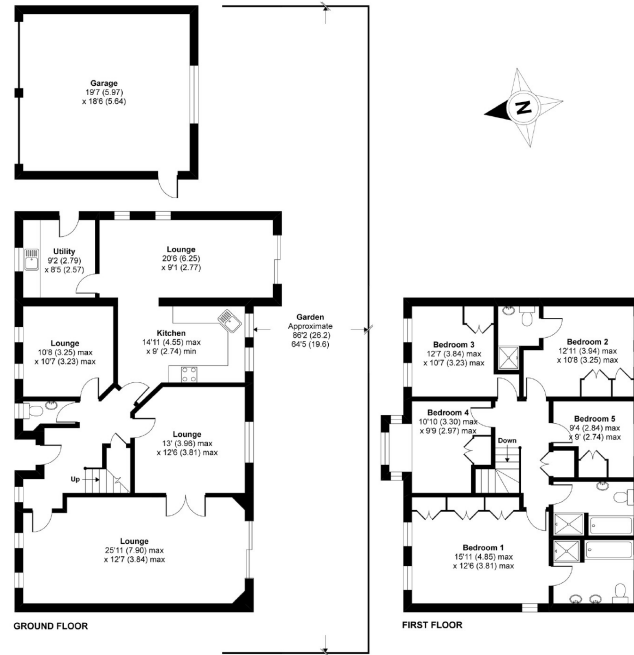 Garage
19'7 (5.97)
x 18'6 (5.64)
N
Utility
9'2 (2.79)
x 8'5 (2.57)
Lounge
20'6 (6.25)
x 9'1 (2.77)
Kitchen
14'11 (4.55) max
x 9' (2.74) min
Garden
Approximate
86'2 (26.2)
64'5 (19.6)
Lounge
10'8 (3.25) max
x 10'7 (3.23) max
Lounge
13' (3.96) max
x 12'6 (3.81) max
Up
Lounge
25'11 (7.90) max
x 12'7 (3.84) max
GROUND FLOOR
Bedroom 3
12'7 (3.84) max
x 10'7 (3.23) max
Bedroom 2
12'11 (3.94) max
x 10'8 (3.25) max
Bedroom 4
10'10 (3.30) max
x 9'9 (2.97) max
Down
Bedroom 5
9'4 (2.84) max
x 9' (2.74) max
Bedroom 1
15'11 (4.85) max
x 12'6 (3.81) max
FIRST FLOOR